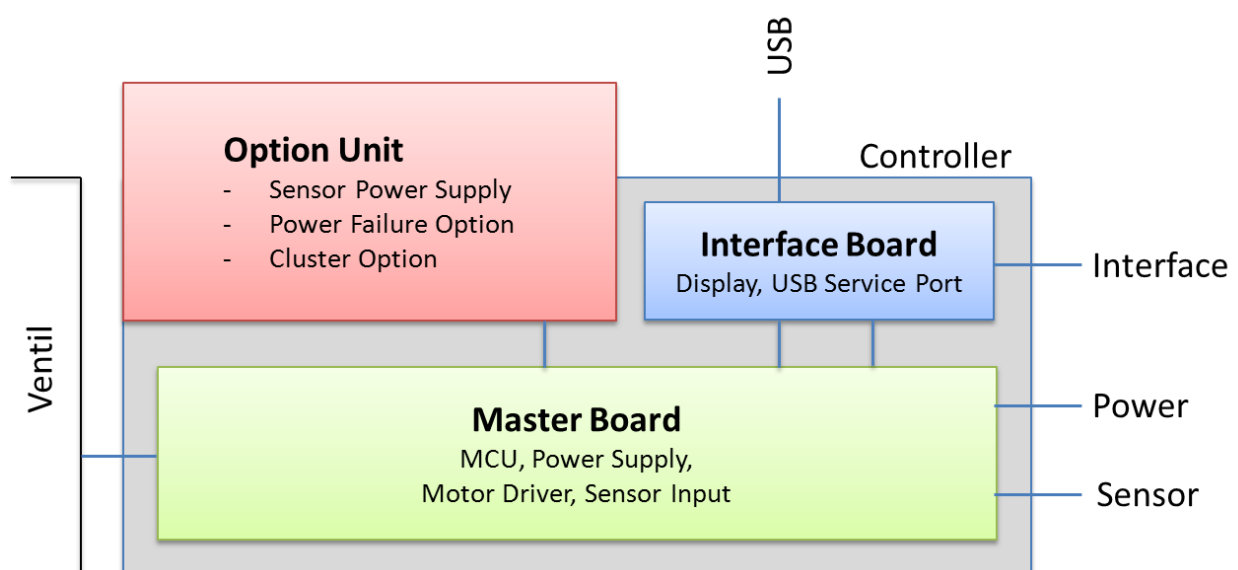 USB
Option Unit
- Sensor Power Supply
- Power Failure Option
- Cluster Option
Controller
Interface Board
Display, USB Service Port
Interface
Ventil
Master Board
MCU, Power Supply,
Motor Driver, Sensor Input
Power
Sensor